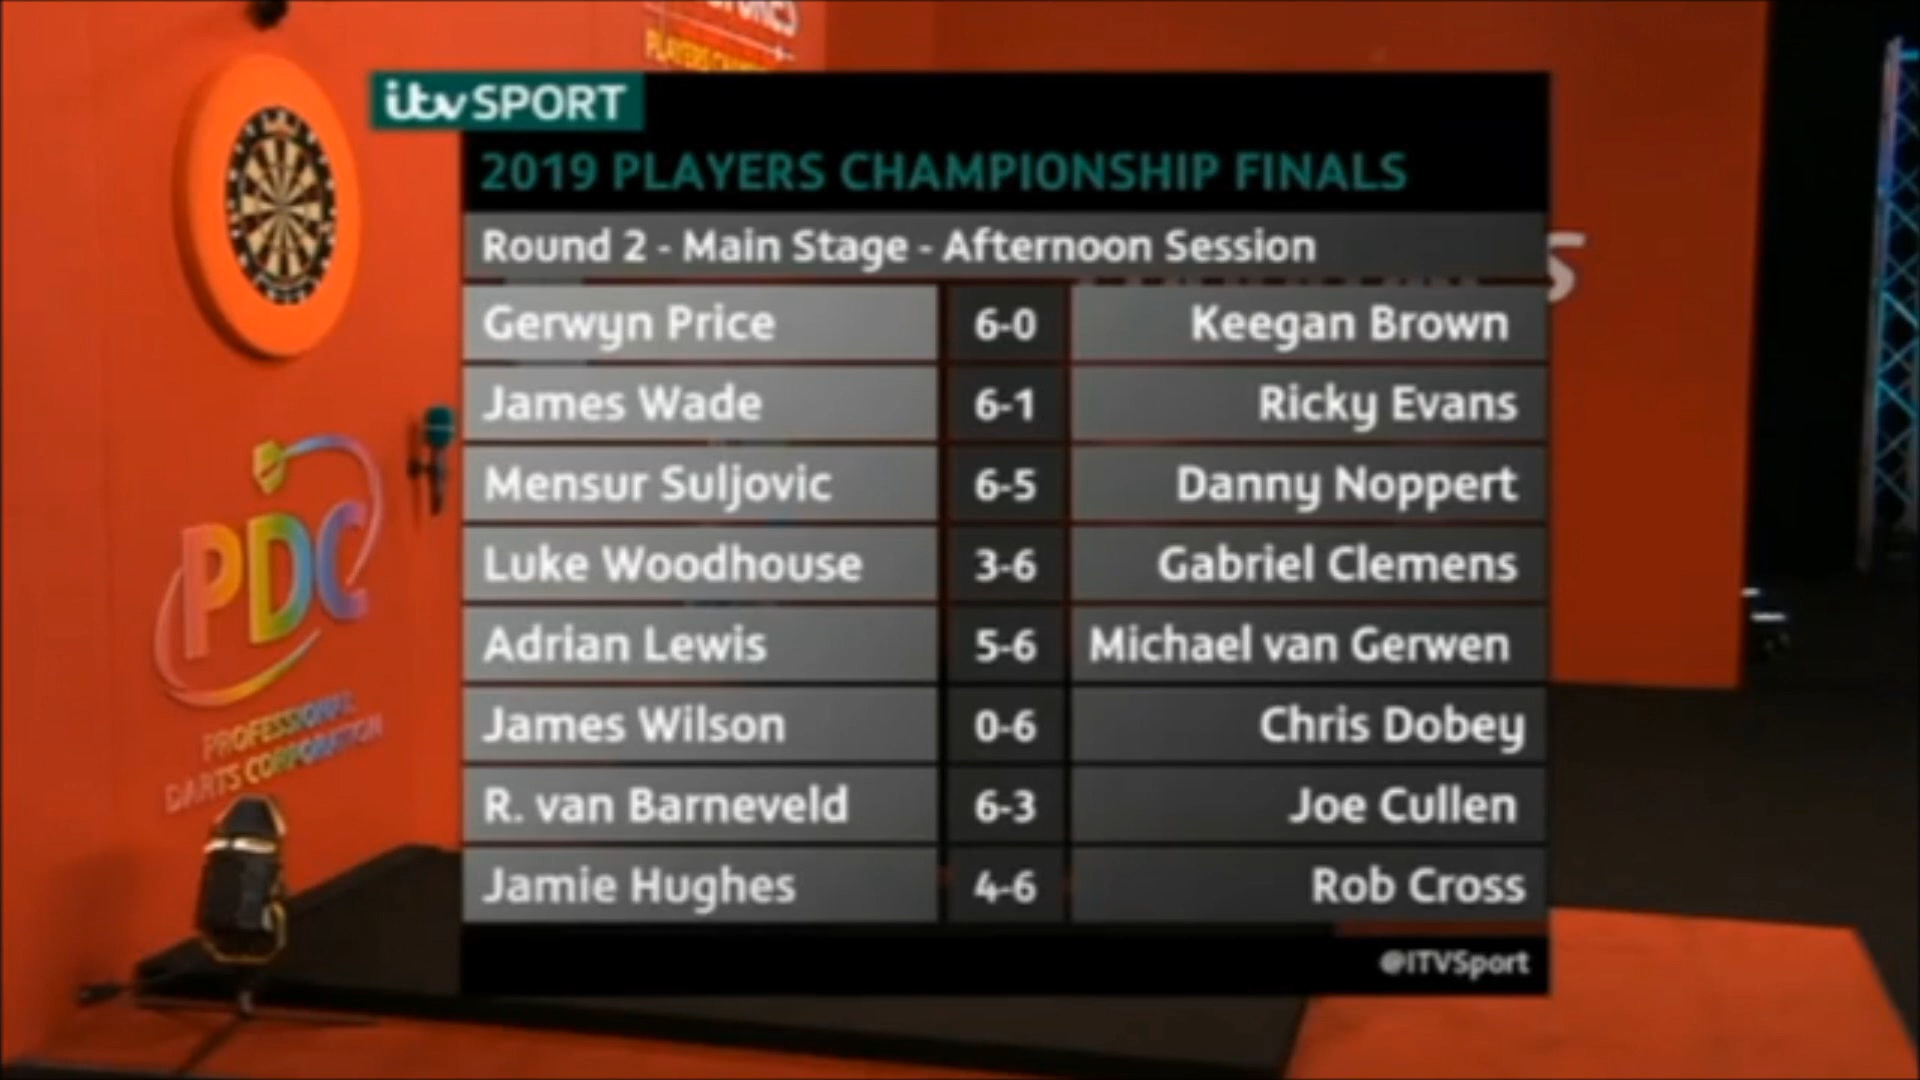 PLAYERS
itv SPORT
2019 PLAYERS CHAMPIONSHIP FINALS
Round 2 - Main Stage - Afternoon Session
Gerwyn Price 6-0 Keegan Brown
James Wade 6-1 Ricky Evans
Mensur Suljovic 6-5 Danny Noppert
Luke Woodhouse 3-6 Gabriel Clemens
Adrian Lewis 5-6 Michael van Gerwen
James Wilson 0-6 Chris Dobey
R. van Barneveld 6-3 Joe Cullen
Jamie Hughes 4-6 Rob Cross
@ITVSport
PDC
PROFESSIONAL
DARTS CORPORATION